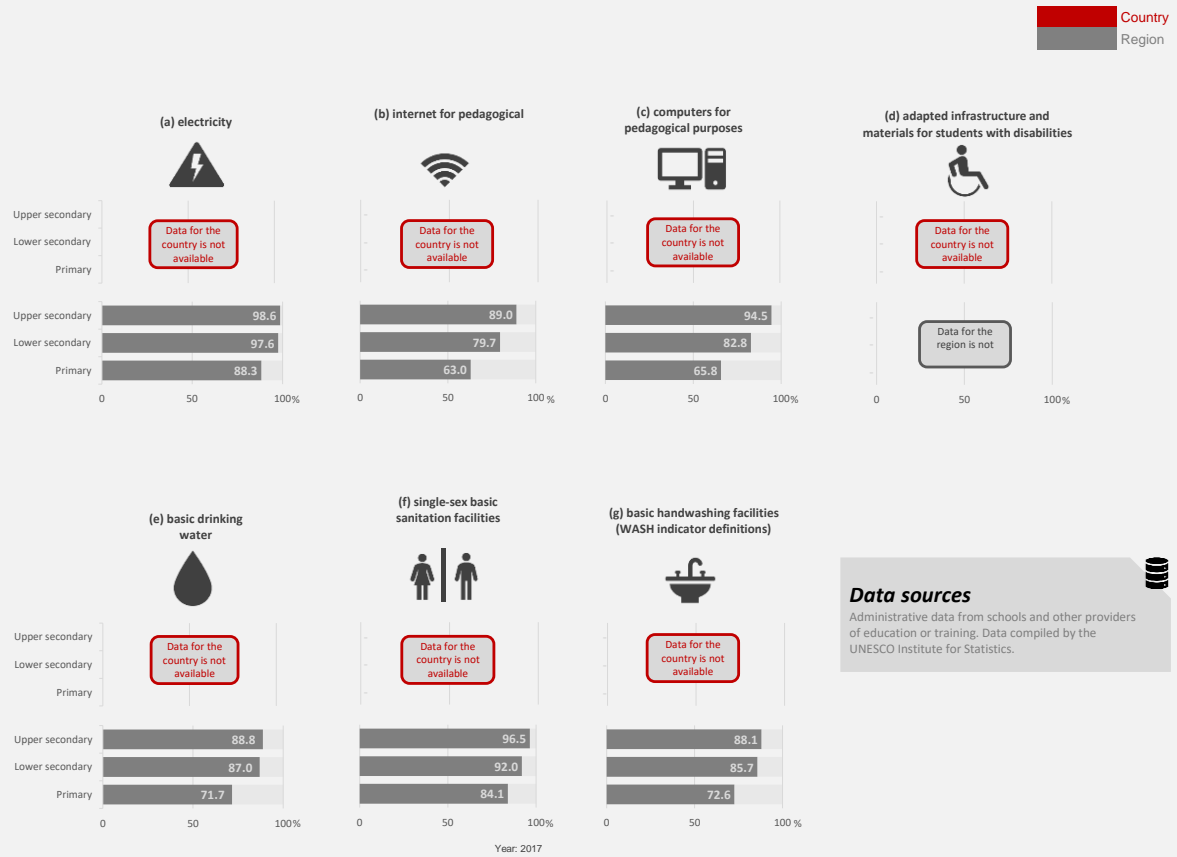 Country
Region
(a) electricity
(b) internet for pedagogical
(c) computers for
pedagogical purposes
(d) adapted infrastructure and
materials for students with disabilities
Upper secondary
Lower secondary
Primary
Data for the
country is not
available
Data for the
country is not
available
Data for the
country is not
available
Data for the
country is not
available
Upper secondary
Lower secondary
Primary
98.6
97.6
88.3
0 50 100%
89.0
79.7
63.0
0 50 100 %
94.5
82.8
65.8
0 50 100%
Data for the
region is not
0 50 100%
(e) basic drinking
water
(f) single-sex basic
sanitation facilities
(g) basic handwashing facilities
(WASH indicator definitions)
Upper secondary
Lower secondary
Primary
Data for the
country is not
available
Data for the
country is not
available
Data for the
country is not
available
Upper secondary
Lower secondary
Primary
88.8
87.0
71.7
0 50 100%
96.5
92.0
84.1
0 50 100%
88.1
85.7
72.6
0 50 100 %
Data sources
Administrative data from schools and other providers
of education or training. Data compiled by the
UNESCO Institute for Statistics.
Year: 2017